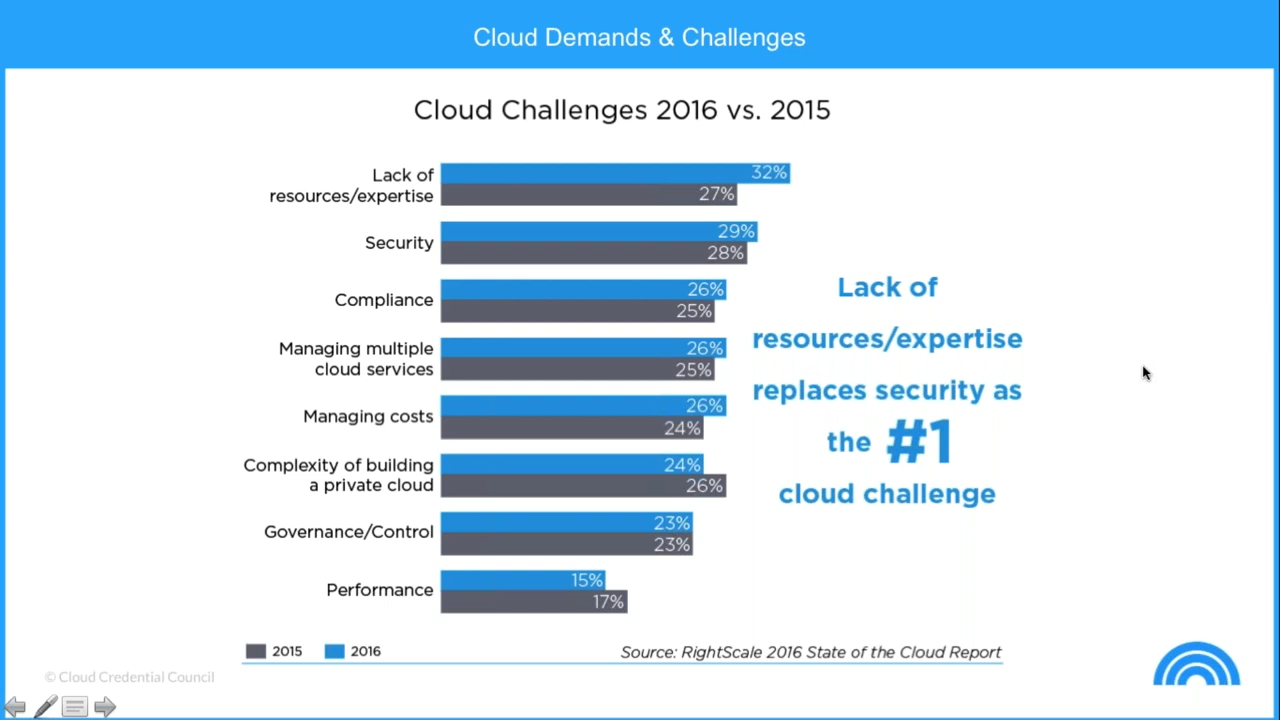 Cloud Demands & Challenges
Cloud Challenges 2016 vs. 2015
Lack of
resources/expertise
32%
27%
Security
29%
28%
Compliance
26%
25%
Managing multiple
cloud services
26%
25%
Managing costs
26%
24%
Complexity of building
a private cloud
24%
26%
Governance/Control
23%
23%
Performance
15%
17%
Lack of
resources/expertise
replaces security as
the #1
cloud challenge
2015 2016
Source: RightScale 2016 State of the Cloud Report
© Cloud Credential Council